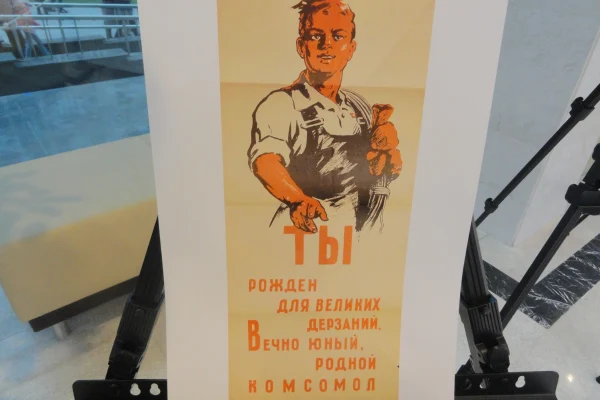 ТЫ
РОЖДЕН
ДЛЯ ВЕЛИКИХ
ДЕРЗАНИЙ.
ВЕЧНО ЮНЫЙ,
РОДНОЙ
КОМСОМОЛ